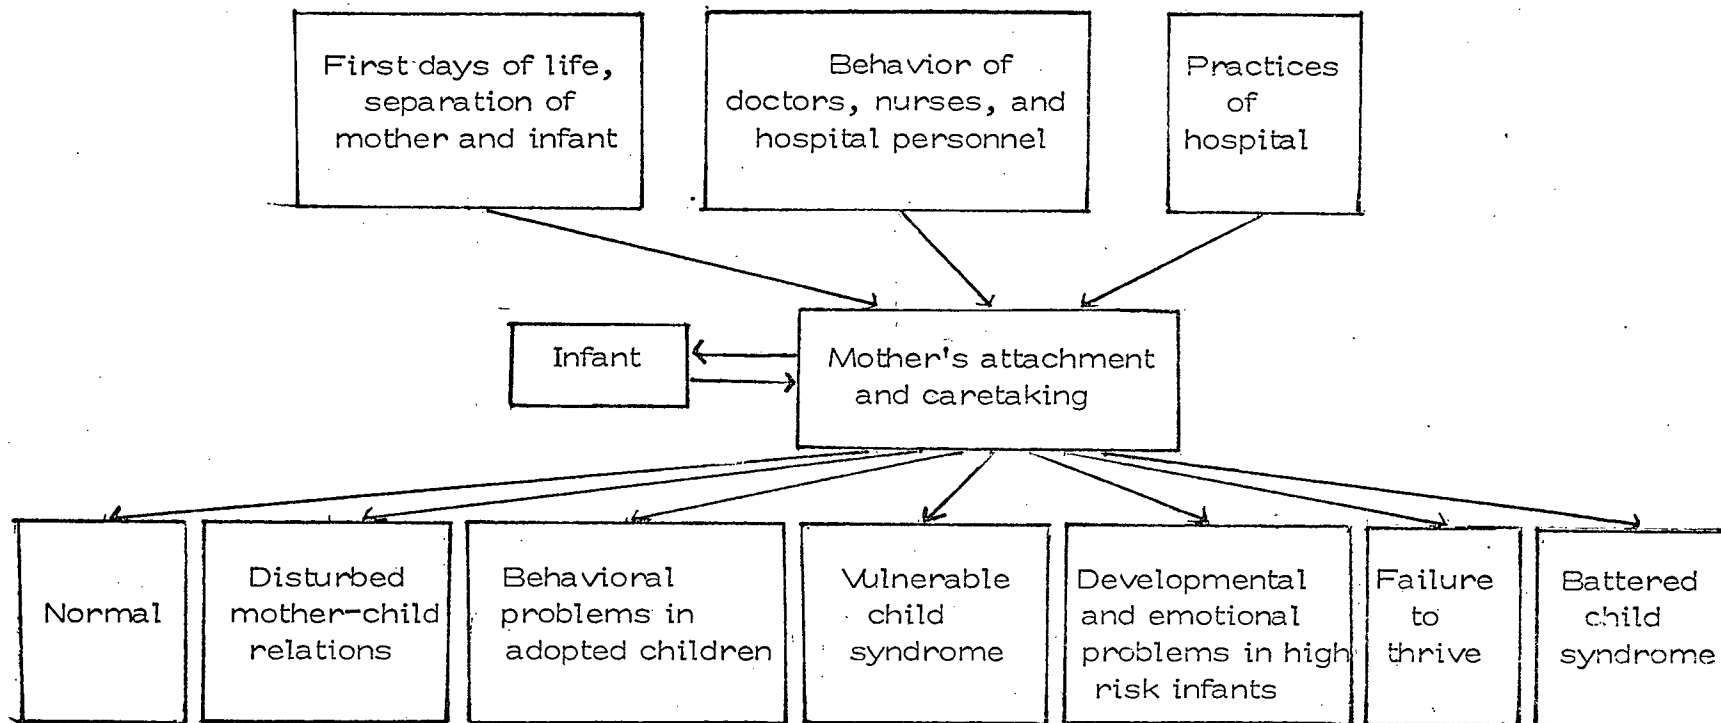 First days of life,
separation of
mother and infant
Behavior of
doctors, nurses, and
hospital personnel
Practices
of
hospital
Infant
Mother's attachment
and caretaking
Normal
Disturbed
mother-child
relations
Behavioral
problems in
adopted children
Vulnerable
child
syndrome
Developmental
and emotional
problems in high
risk infants
Failure
to
thrive
Battered
child
syndrome